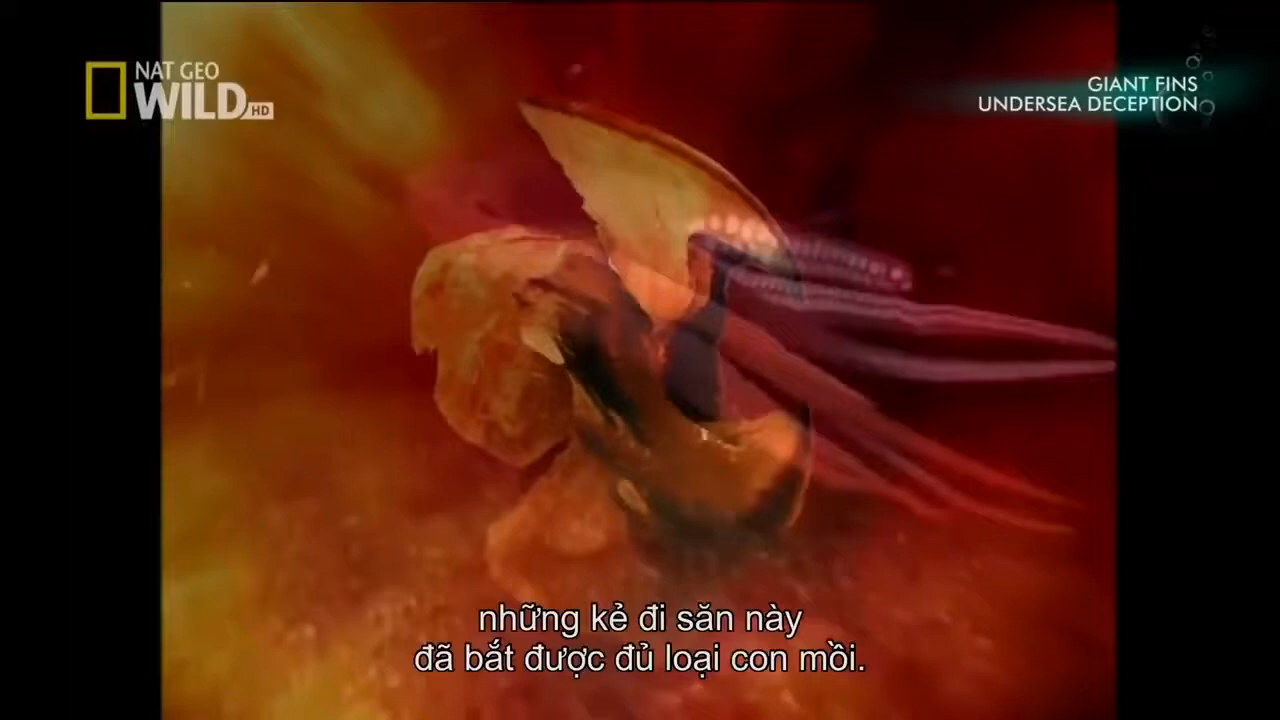 NAT GEO
WILD HD
GIANT FINS
UNDERSEA DECEPTION
những kẻ đi săn này
đã bắt được đủ loại con mồi.